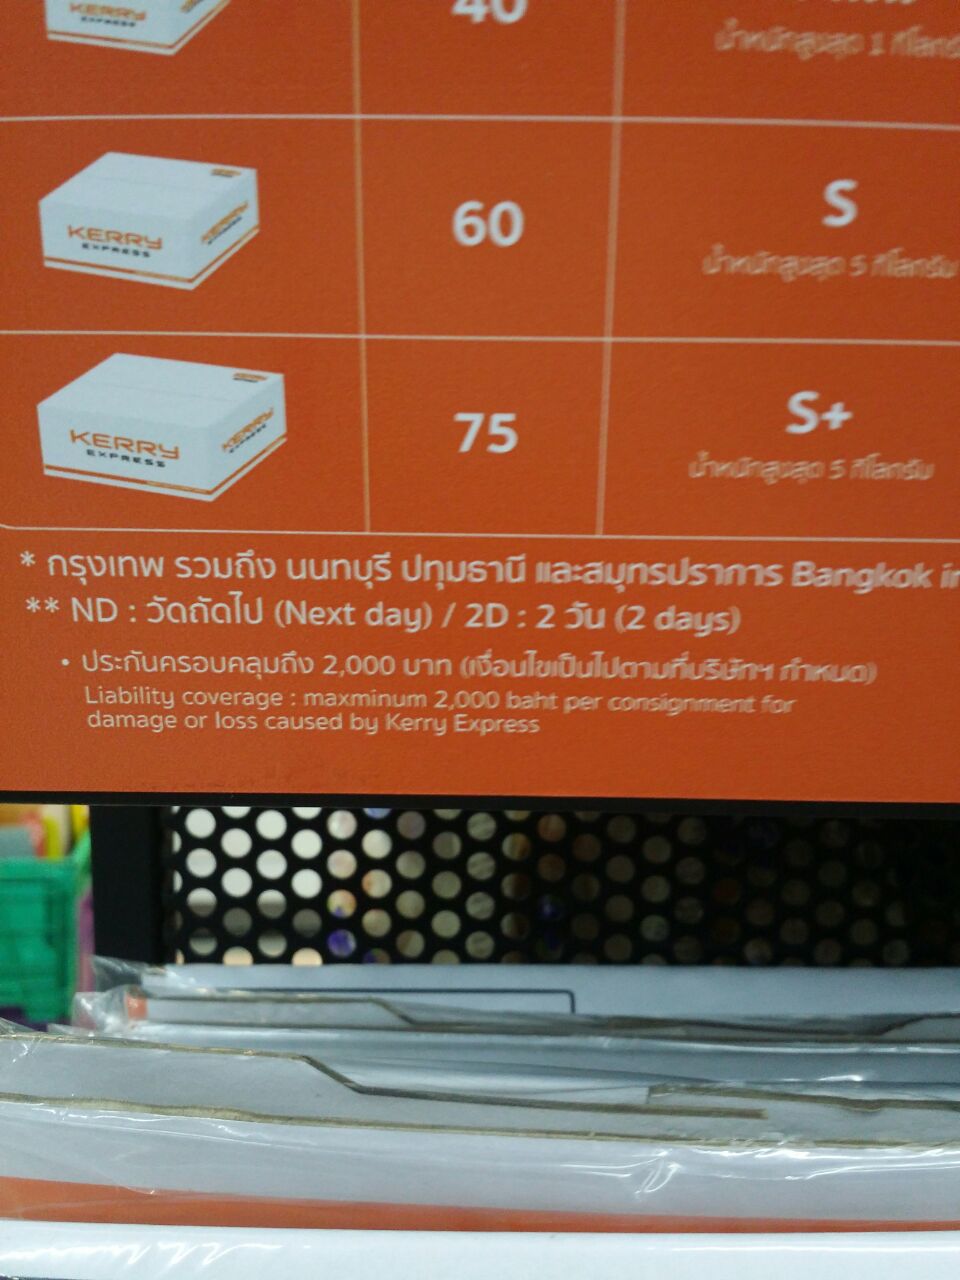 KERRY
EXPRESS
40
น้ำหนักสูงสุด 1
KERRY
EXPRESS
60
S
น้ำหนักสูงสุด 5 กิโลกรัม
KERRY
EXPRESS
75
S+
น้ำหนักสูงสุด 5 กิโลกรัม
* กรุงเทพ รวมถึง นนทบุรี ปทุมธานี และสมุทรปราการ Bangkok
** ND : วัดถัดไป (Next day) / 2D : 2 วัน (2 days)
• ประกันครอบคลุมถึง 2,000 บาท (เงื่อนไขเป็นไปตามที่บริษัทฯ กำหนด)
Liability coverage : maxminum 2,000 baht per consignment for
damage or loss caused by Kerry Express